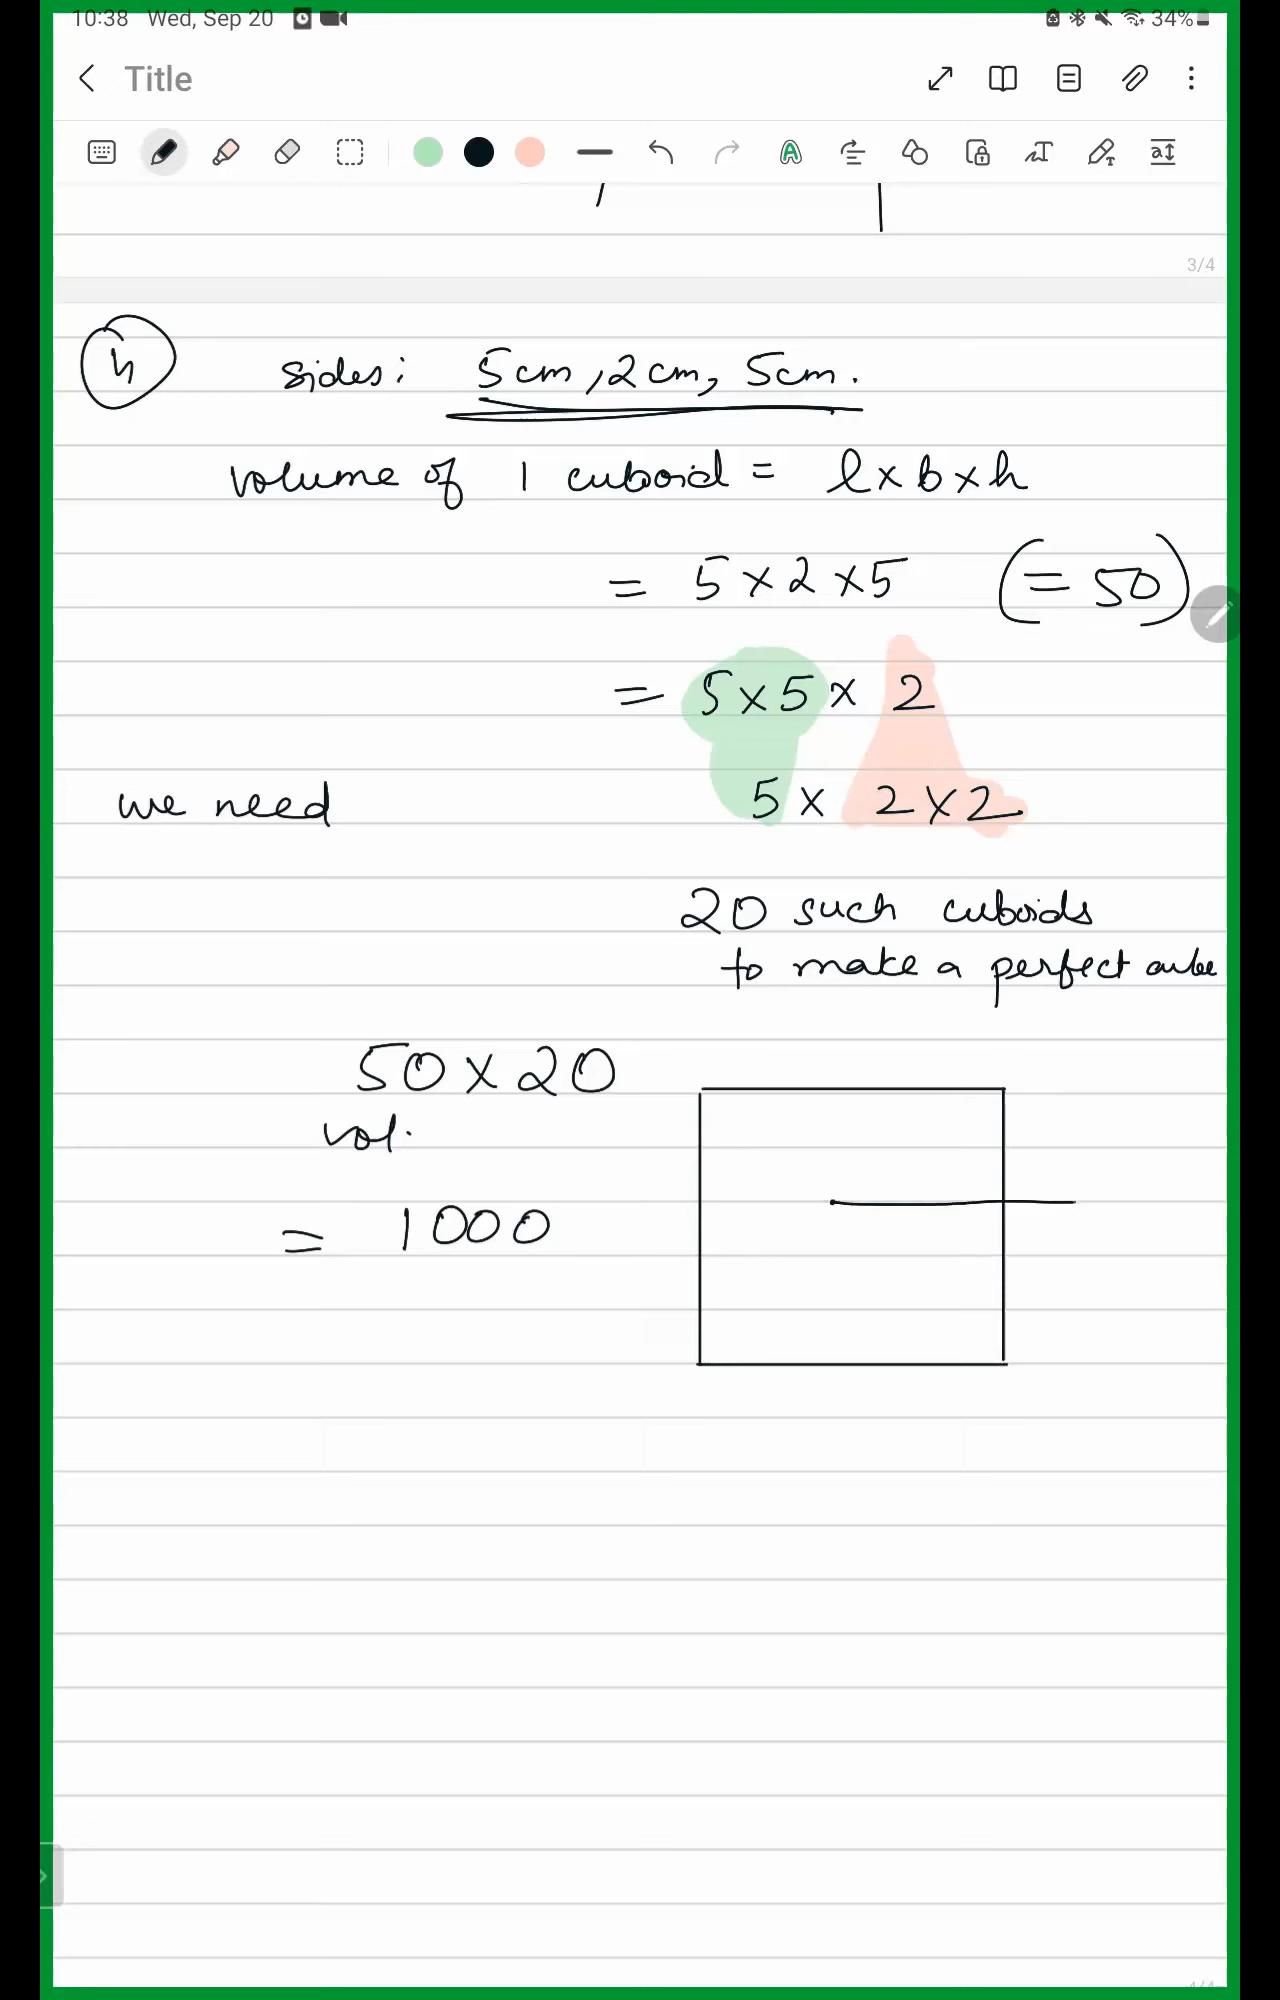 10:38 Wed, Sep 20 34%
Title
3/4
4 sides: 5cm, 2cm, 5cm.
volume of 1 cuboid = l x b x h
= 5 x 2 x 5 (= 50)
= 5 x 5 x 2
we need 5 x 2 x 2
20 such cuboids
to make a perfect cube
50 x 20
vol.
= 1000